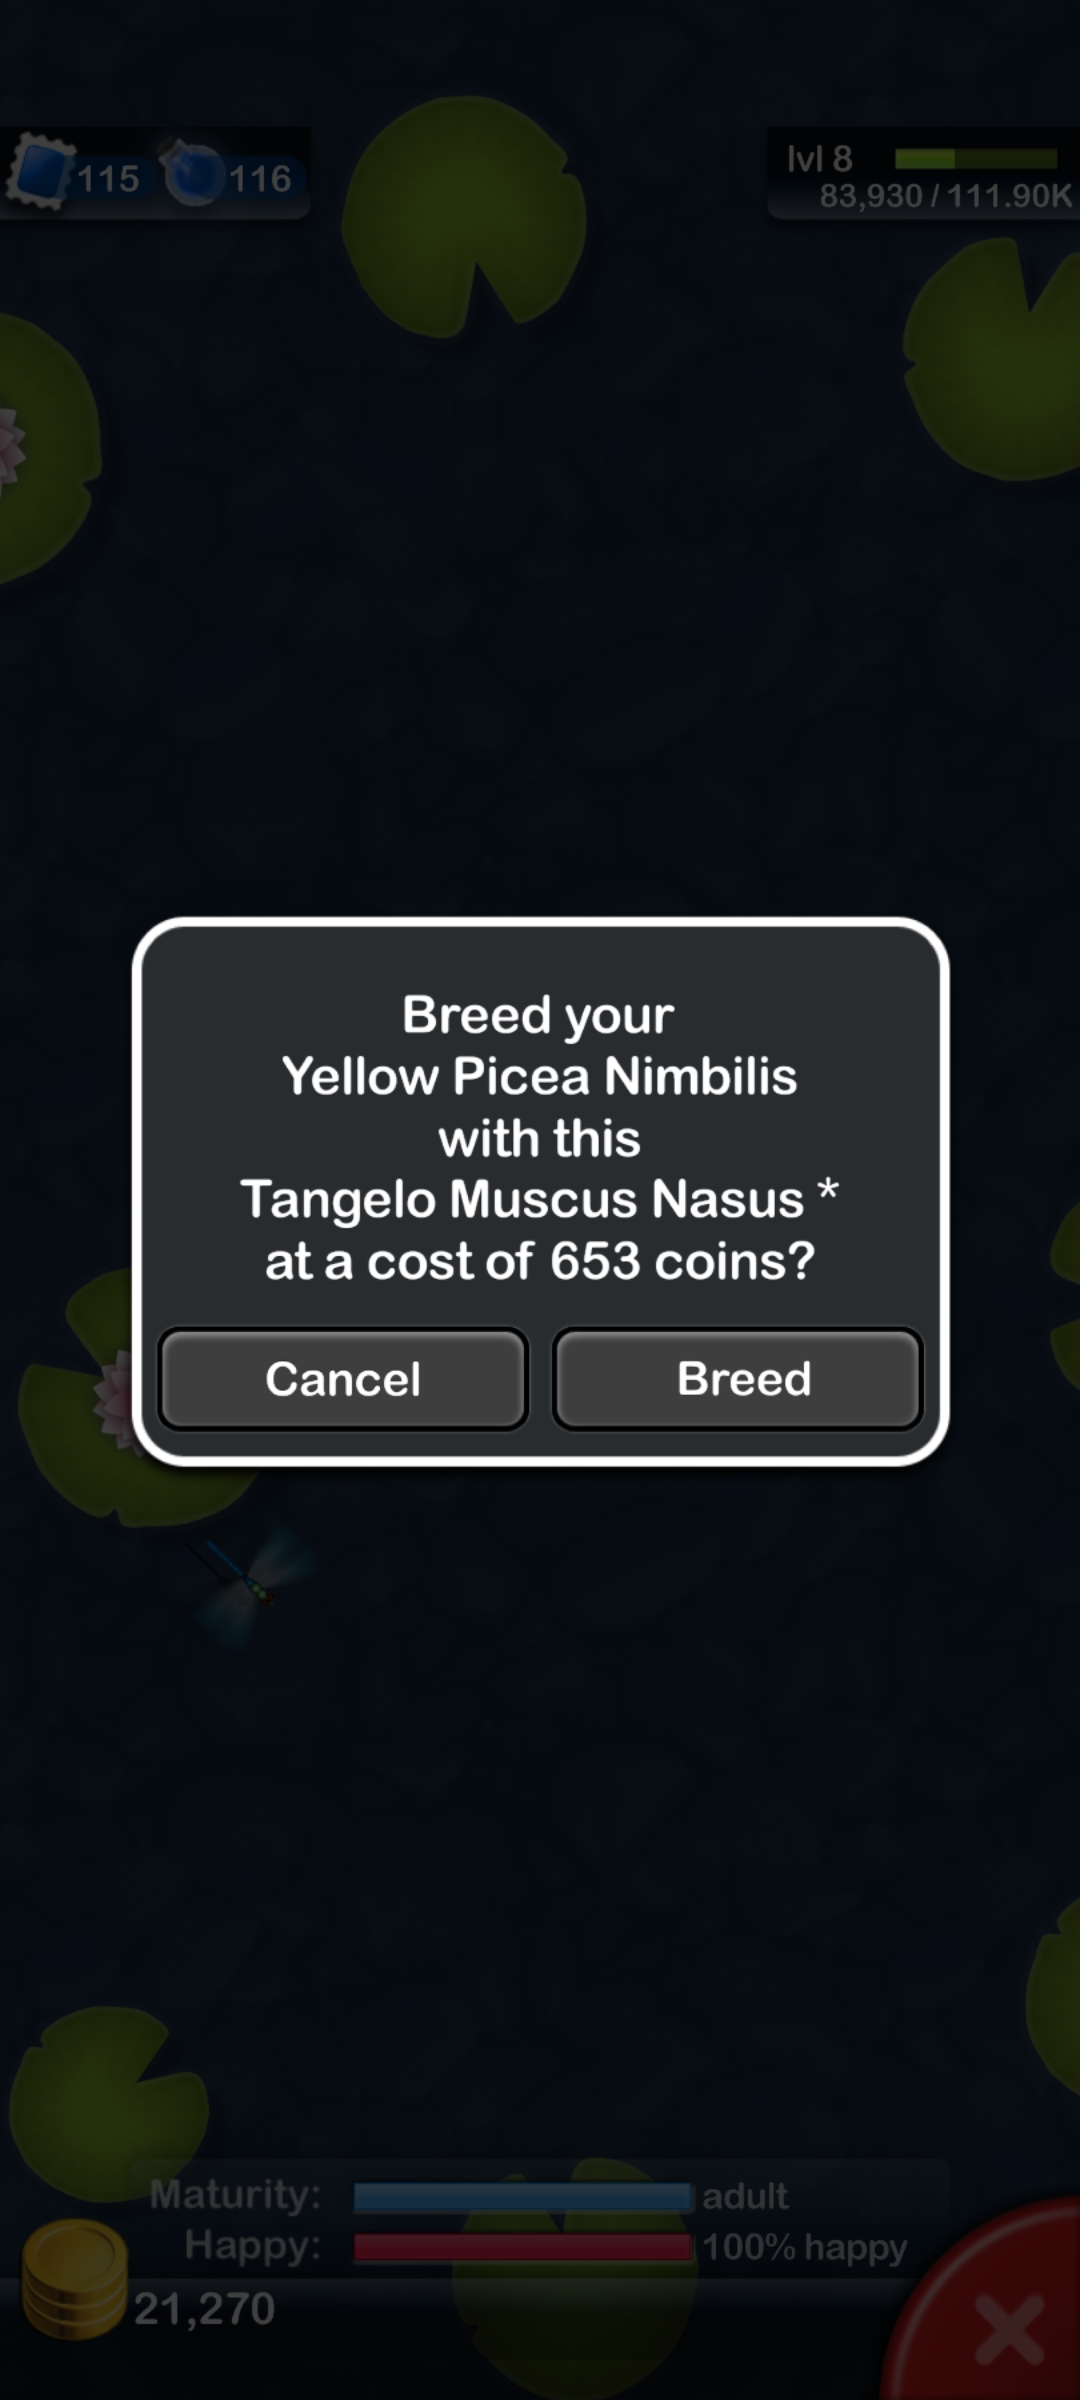 115 116
lvl 8
83,930 / 111.90K
Breed your
Yellow Picea Nimbilis
with this
Tangelo Muscus Nasus *
at a cost of 653 coins?
Cancel Breed
Maturity: adult
Happy: 100% happy
21,270